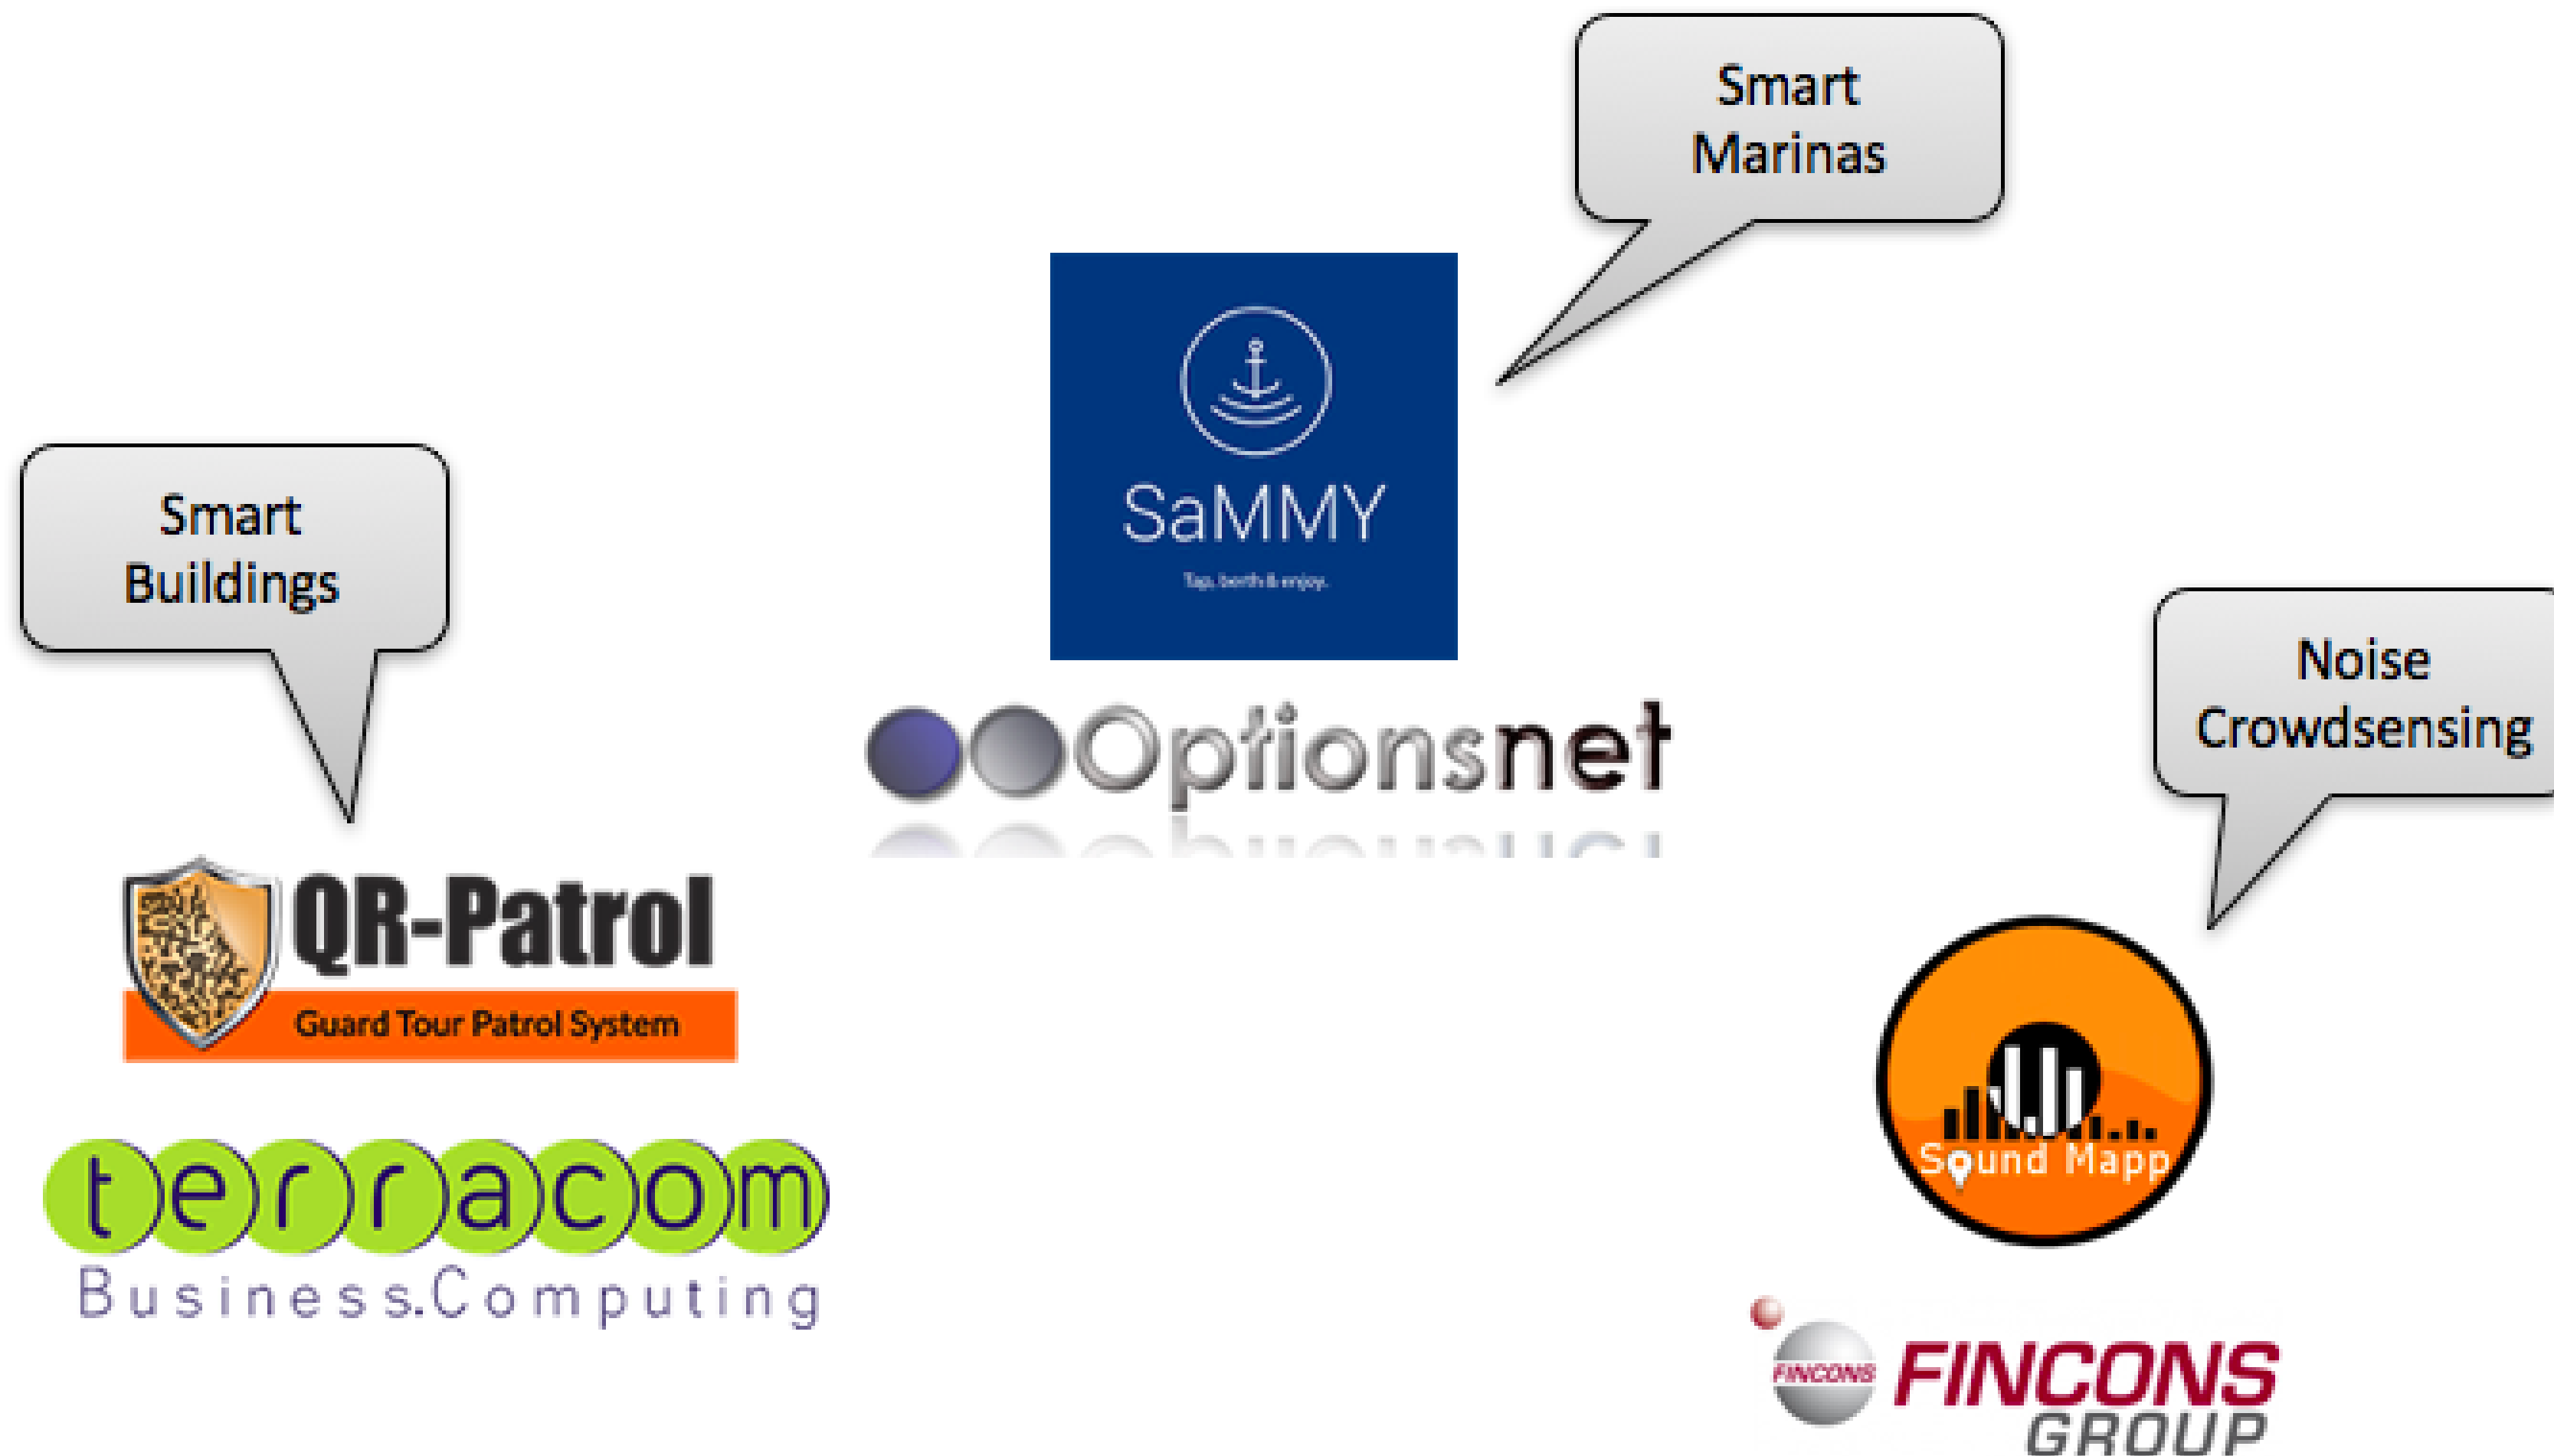 Smart
Marinas
SaMMY
Tap, berth & enjoy.
Optionsnet
Smart
Buildings
QR-Patrol
Guard Tour Patrol System
terracom
Business.Computing
Noise
Crowdsensing
Sound Mapp
FINCONS
FINCONS
GROUP